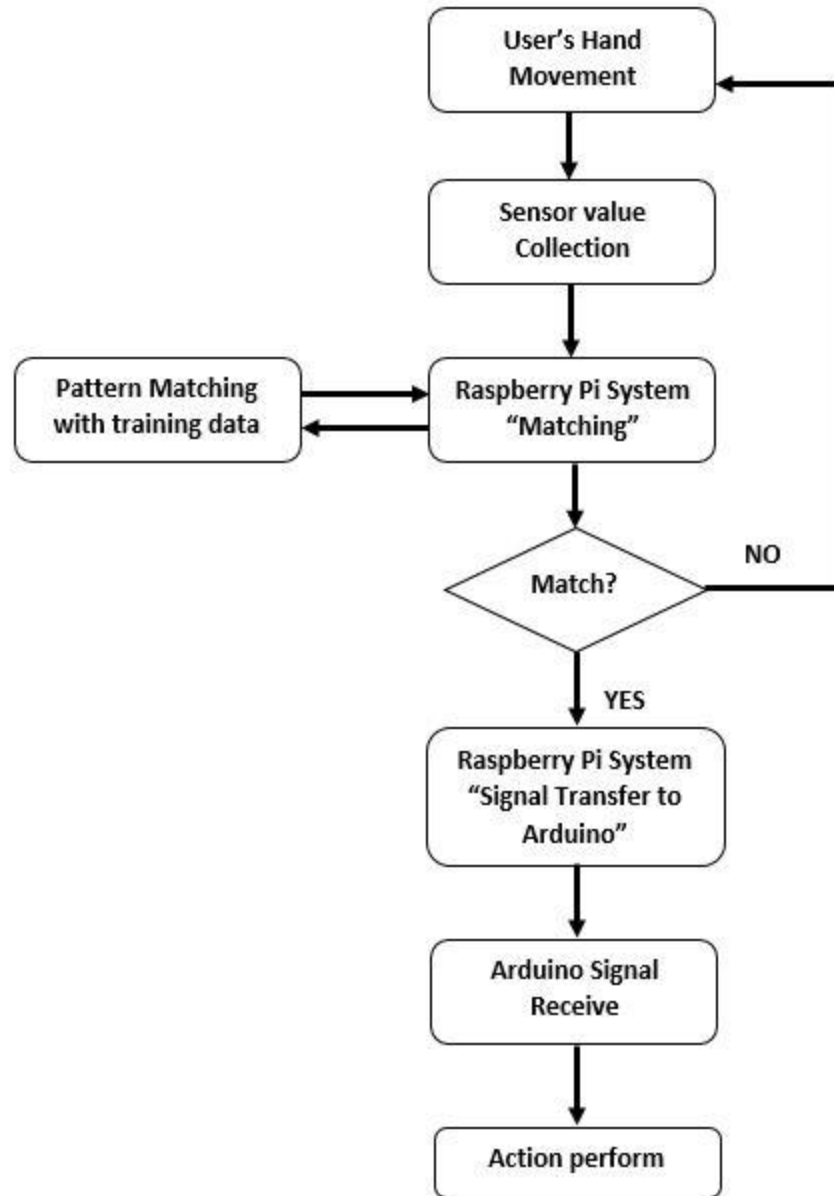 User’s Hand
Movement
Sensor value
Collection
Pattern Matching
with training data
Raspberry Pi System
“Matching”
Match?
NO
YES
Raspberry Pi System
“Signal Transfer to
Arduino”
Arduino Signal
Receive
Action perform